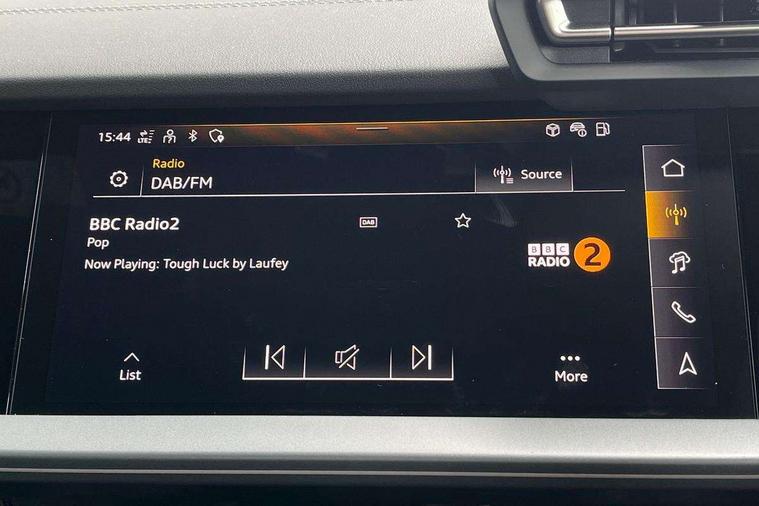 15:44 LTE
Radio
DAB/FM
Source
BBC Radio2
DAB
Pop
Now Playing: Tough Luck by Laufey
BBC
RADIO 2
List
More